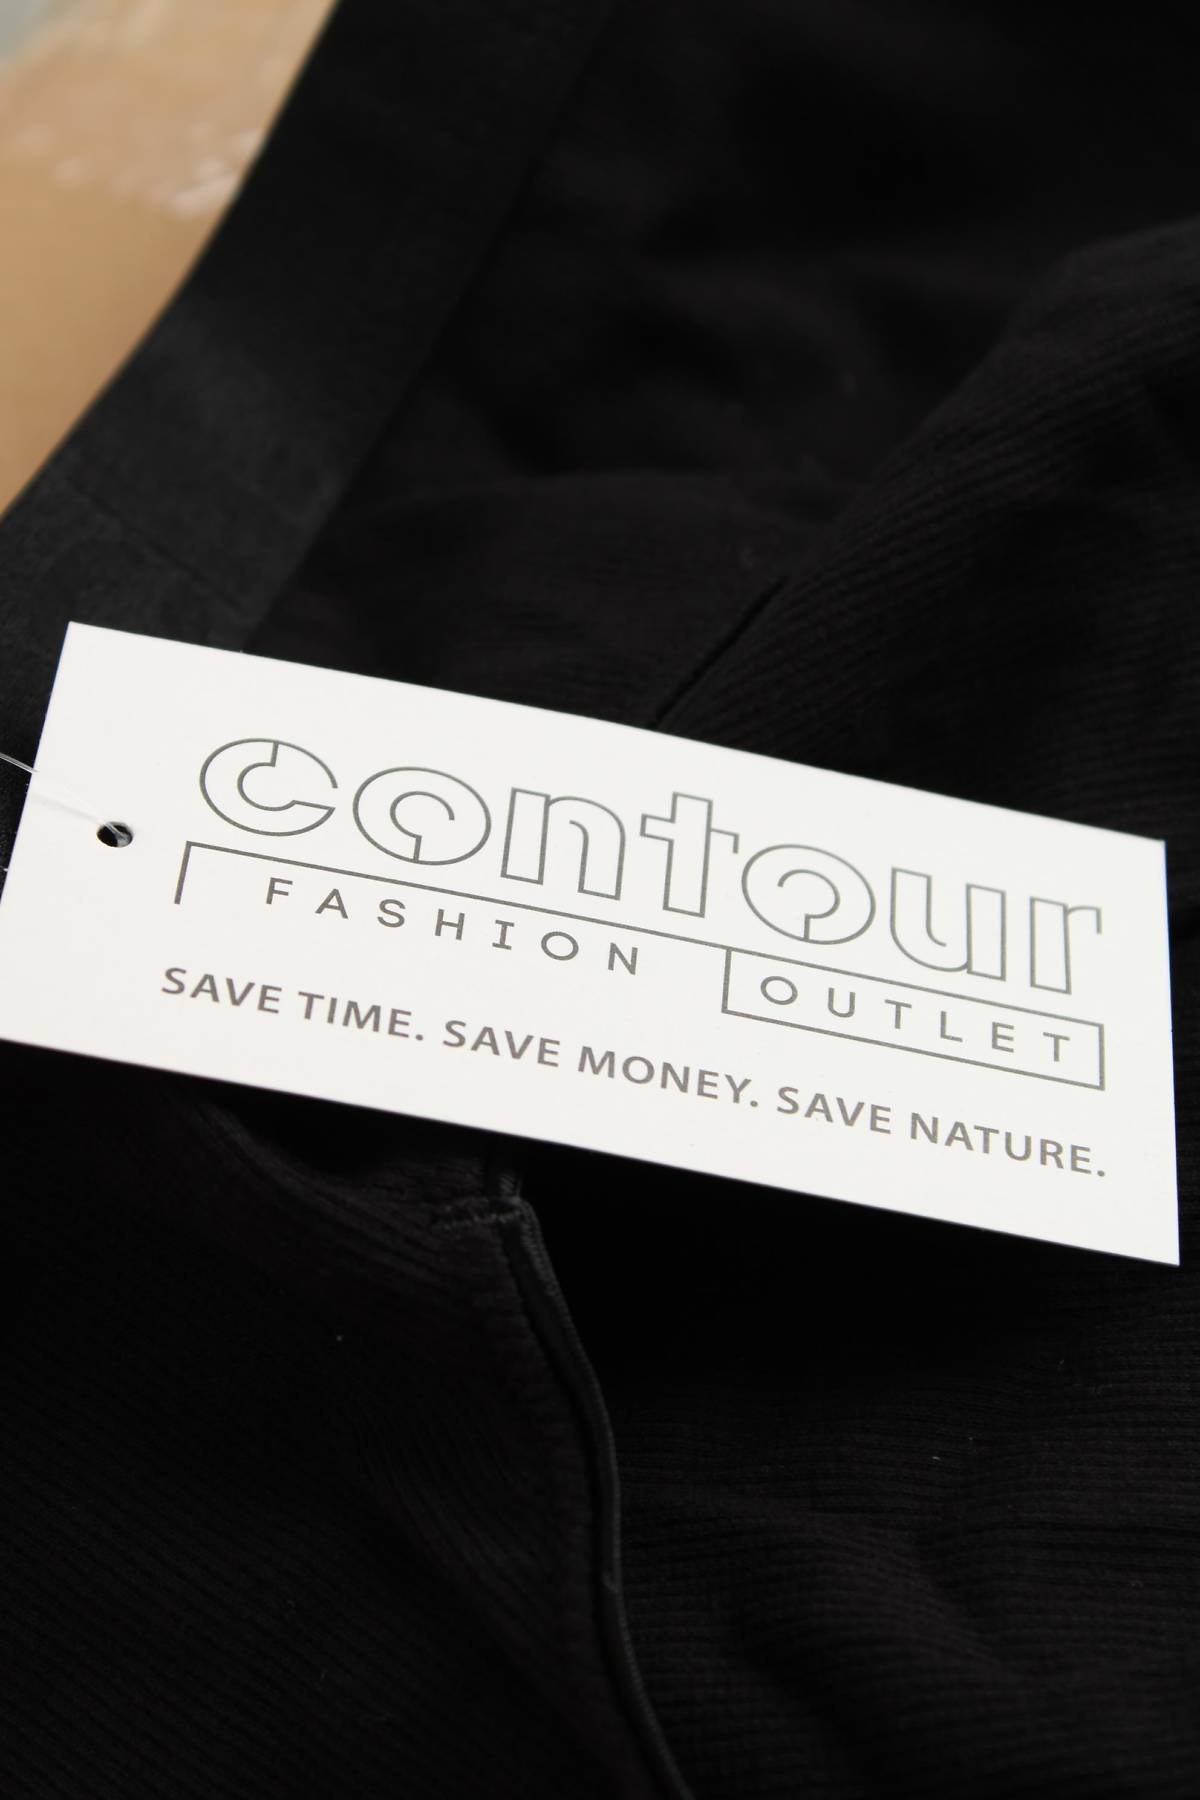 contour
FASHION OUTLET
SAVE TIME. SAVE MONEY. SAVE NATURE.